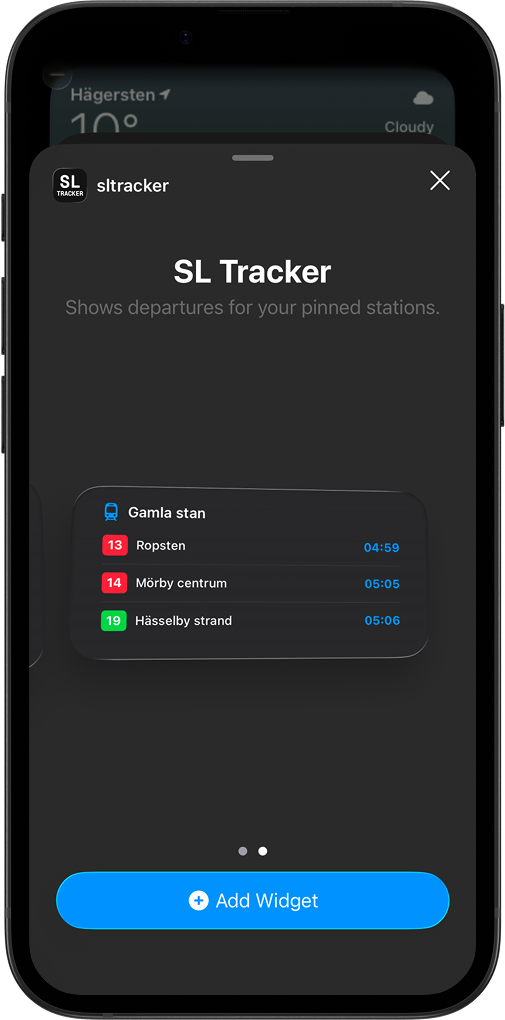 Hägersten
10°
Cloudy
SL
TRACKER
sltracker
SL Tracker
Shows departures for your pinned stations.
Gamla stan
13 Ropsten 04:59
14 Mörby centrum 05:05
19 Hässelby strand 05:06
Add Widget